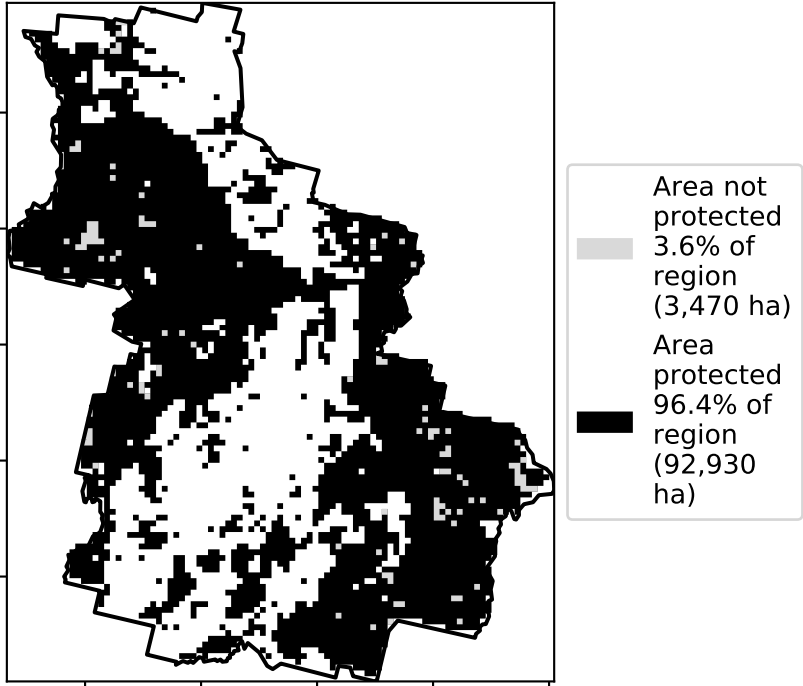 Area not
protected
3.6% of
region
(3,470 ha)
Area
protected
96.4% of
region
(92,930
ha)